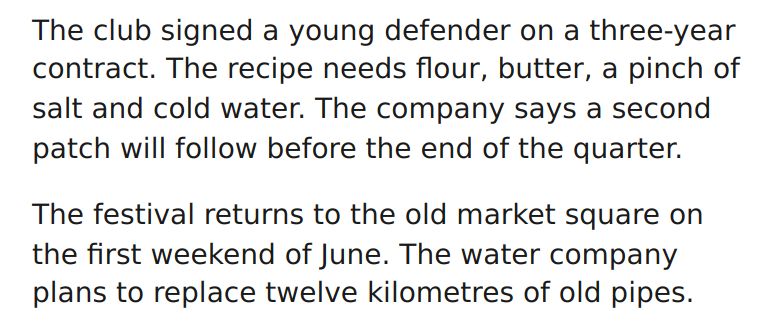 The club signed a young defender on a three-year
contract. The recipe needs flour, butter, a pinch of
salt and cold water. The company says a second
patch will follow before the end of the quarter.
The festival returns to the old market square on
the first weekend of June. The water company
plans to replace twelve kilometres of old pipes.